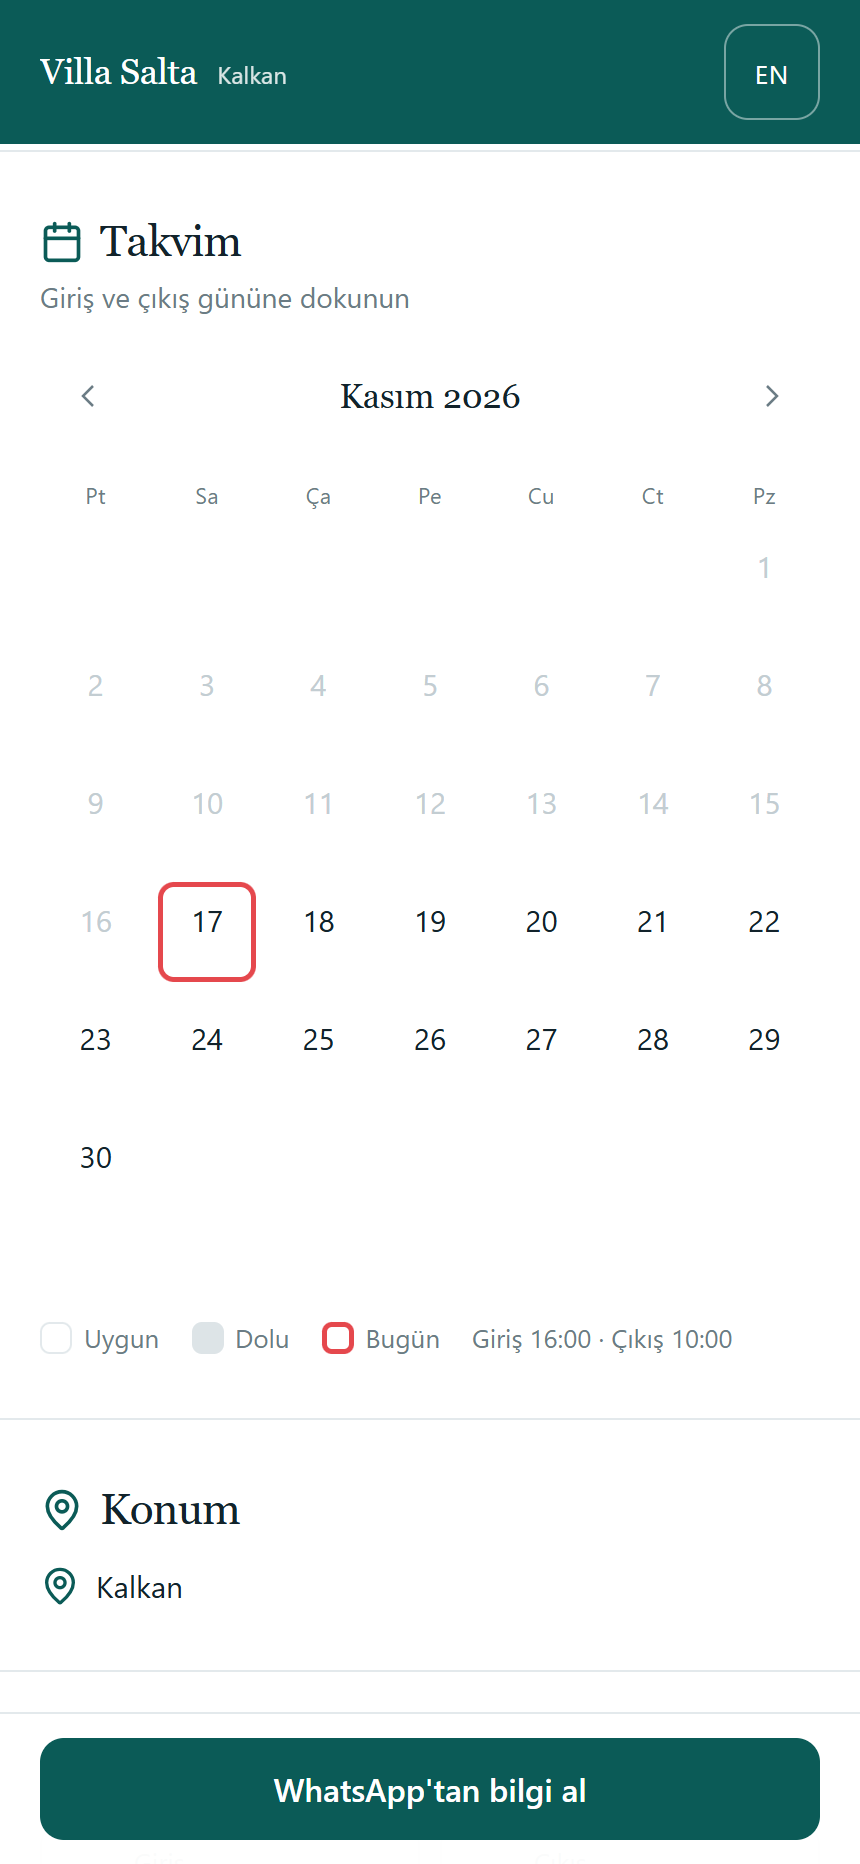 Villa Salta Kalkan EN
Takvim
Giriş ve çıkış gününe dokunun
Kasım 2026
Pt Sa Ça Pe Cu Ct Pz
1
2 3 4 5 6 7 8
9 10 11 12 13 14 15
16 17 18 19 20 21 22
23 24 25 26 27 28 29
30
Uygun Dolu Bugün Giriş 16:00 · Çıkış 10:00
Konum
Kalkan
WhatsApp'tan bilgi al